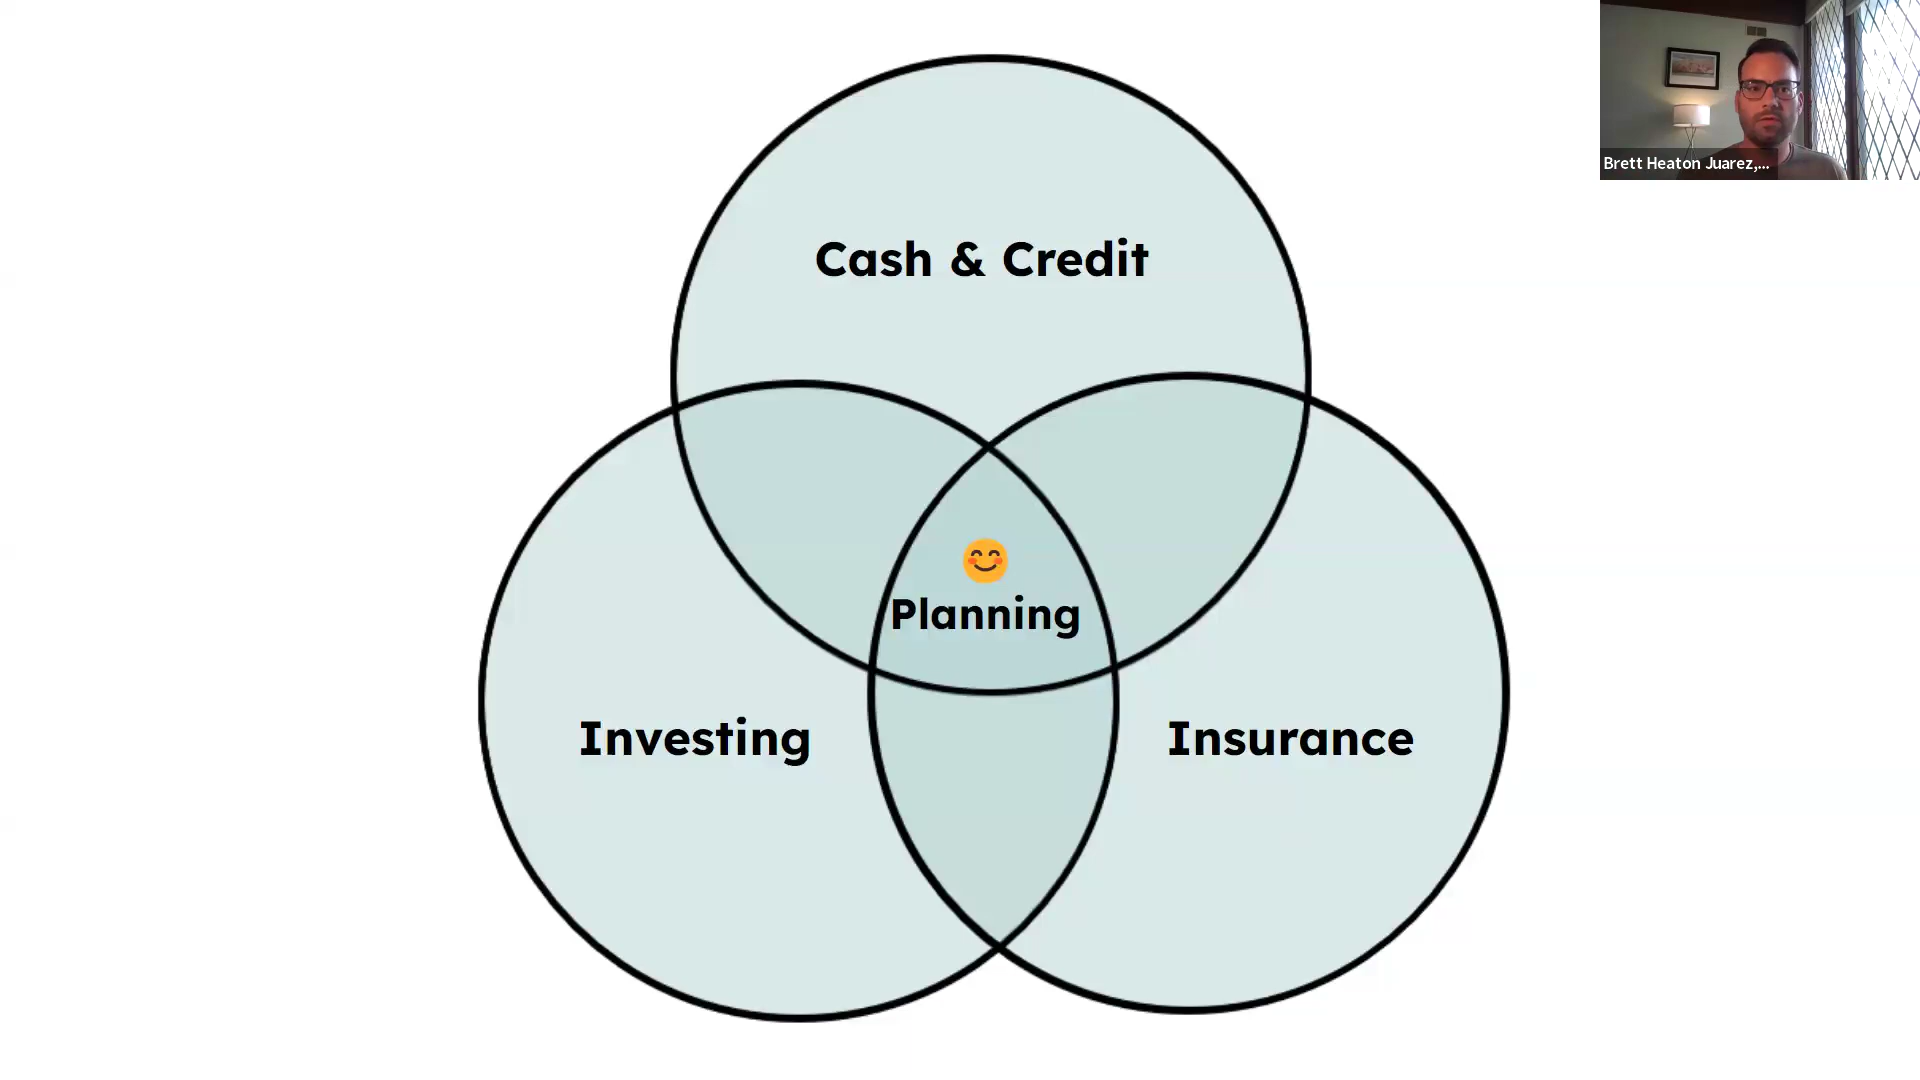 Brett Heaton Juarez,...
Cash & Credit
Planning
Investing
Insurance